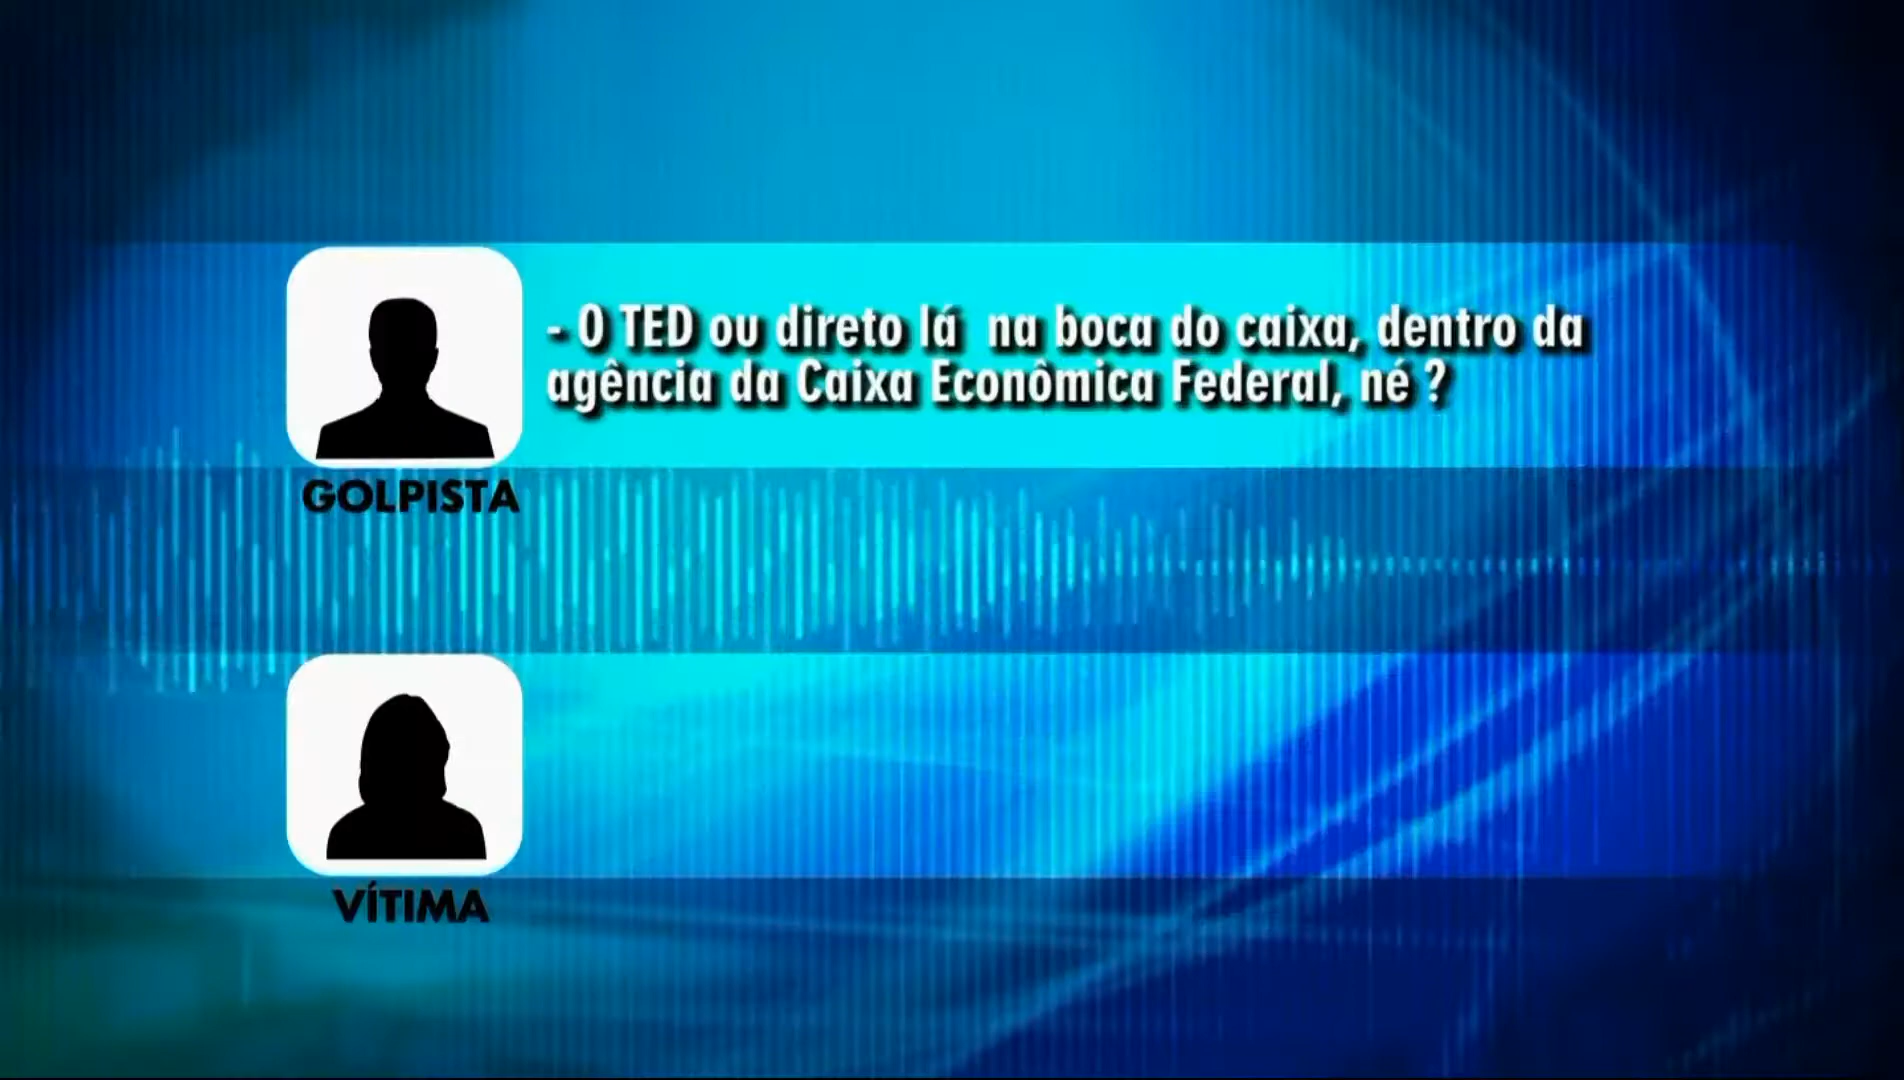 - O TED ou direto lá na boca do caixa, dentro da
agência da Caixa Econômica Federal, né ?
GOLPISTA
VÍTIMA